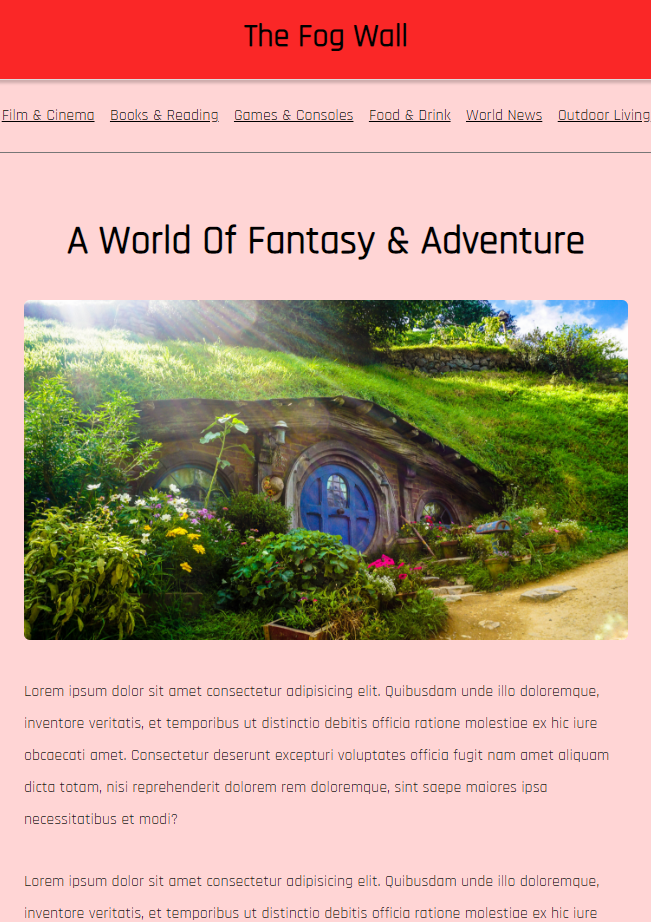 The Fog Wall
Film & Cinema Books & Reading Games & Consoles Food & Drink World News Outdoor Living
A World Of Fantasy & Adventure
Lorem ipsum dolor sit amet consectetur adipisicing elit. Quibusdam unde illo doloremque,
inventore veritatis, et temporibus ut distinctio debitis officia ratione molestiae ex hic iure
obcaecati amet. Consectetur deserunt excepturi voluptates officia fugit nam amet aliquam
dicta totam, nisi reprehenderit dolorem rem doloremque, sint saepe maiores ipsa
necessitatibus et modi?
Lorem ipsum dolor sit amet consectetur adipisicing elit. Quibusdam unde illo doloremque,
inventore veritatis, et temporibus ut distinctio debitis officia ratione molestiae ex hic iure